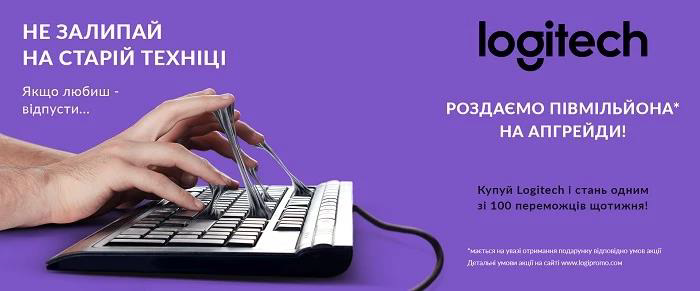 НЕ ЗАЛИПАЙ
НА СТАРІЙ ТЕХНІЦІ
Якщо любиш -
відпусти...
logitech
РОЗДАЄМО ПІВМІЛЬЙОНА*
НА АПГРЕЙДИ!
Купуй Logitech і стань одним
зі 100 переможців щотижня!
*мається на увазі отримання подарунку відповідно умов акції
Детальні умови акції на сайті www.logipromo.com